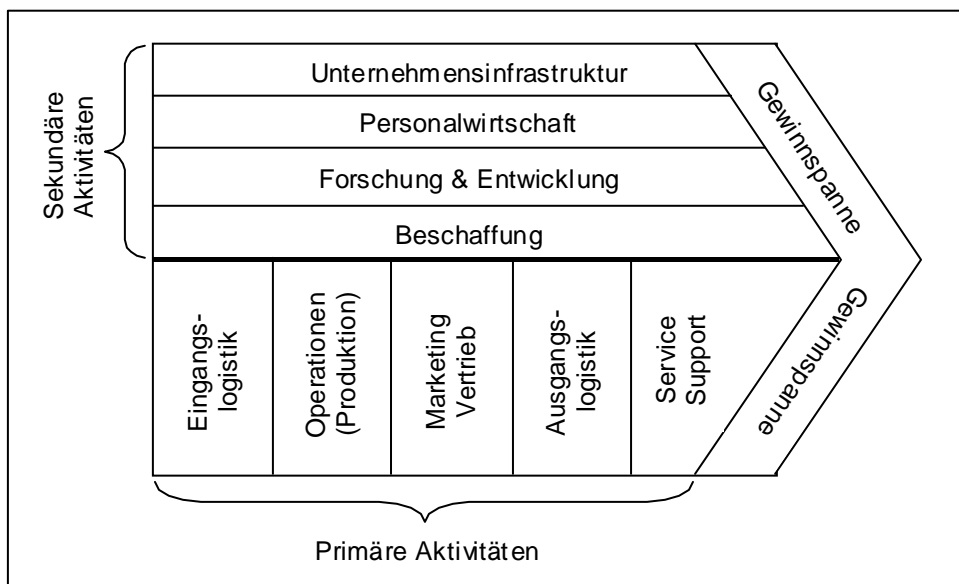 Unternehmensinfrastruktur
Personalwirtschaft
Forschung & Entwicklung
Beschaffung
Sekundäre
Aktivitäten
Gewinnspanne
Gewinnspanne
Eingangs-
logistik
Operationen
(Produktion)
Marketing
Vertrieb
Ausgangs-
logistik
Service
Support
Primäre Aktivitäten